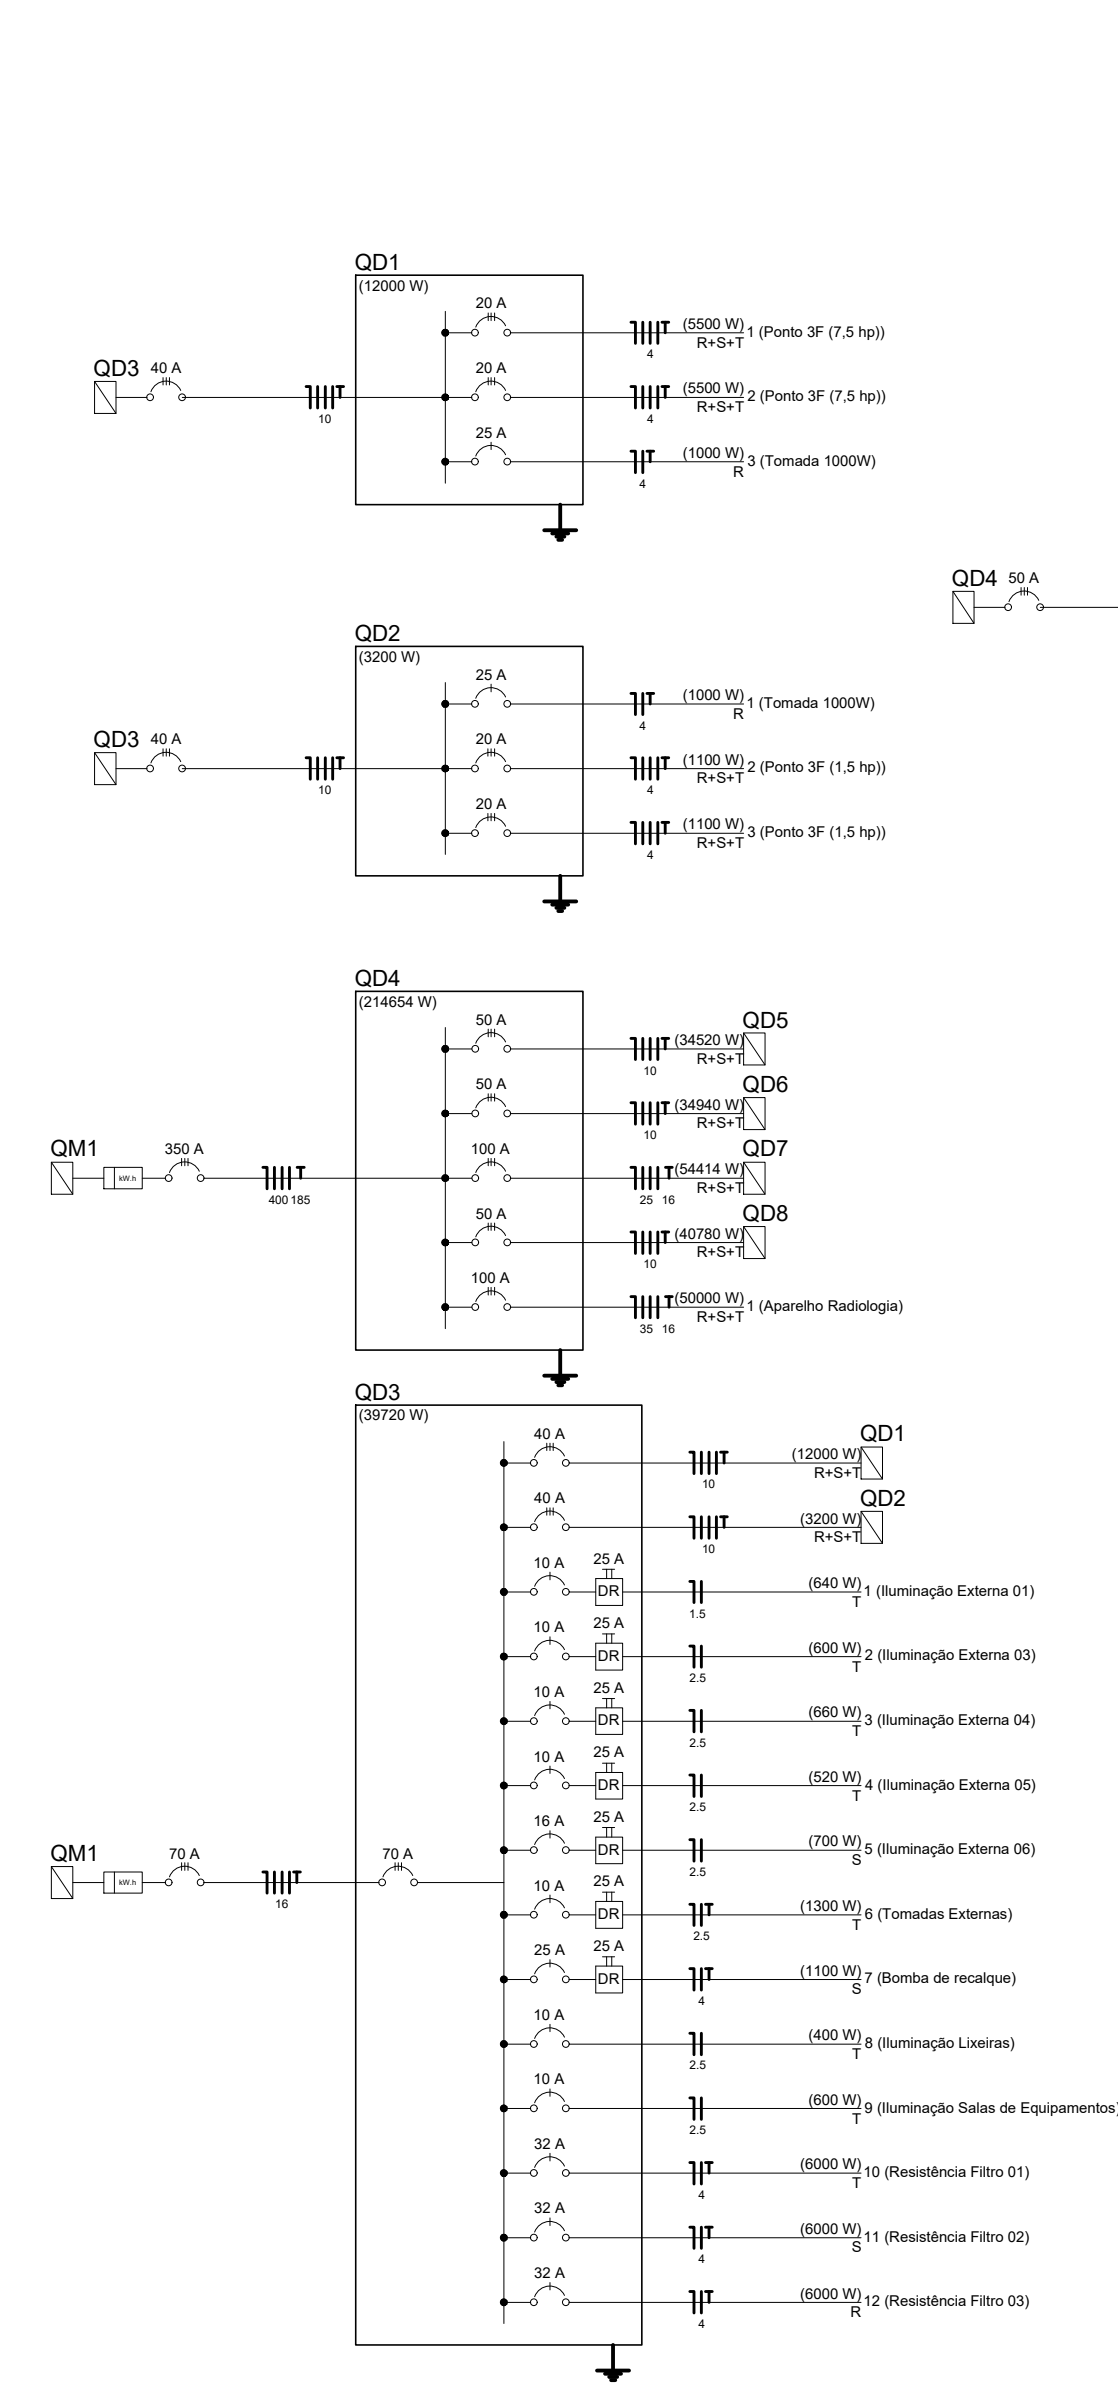 QD1
(12000 W)
20 A
(5500 W)
R+S+T
1 (Ponto 3F (7,5 hp))
4
QD3
40 A
10
20 A
(5500 W)
R+S+T
2 (Ponto 3F (7,5 hp))
4
25 A
(1000 W)
R
3 (Tomada 1000W)
4
QD4
50 A
QD2
(3200 W)
25 A
(1000 W)
R
1 (Tomada 1000W)
4
QD3
40 A
10
20 A
(1100 W)
R+S+T
2 (Ponto 3F (1,5 hp))
4
20 A
(1100 W)
R+S+T
3 (Ponto 3F (1,5 hp))
4
QD4
(214654 W)
50 A
(34520 W)
R+S+T
QD5
10
50 A
(34940 W)
R+S+T
QD6
10
QM1
kW.h
350 A
400 185
100 A
(54414 W)
R+S+T
QD7
25 16
50 A
(40780 W)
R+S+T
QD8
10
100 A
(50000 W)
R+S+T
1 (Aparelho Radiologia)
35 16
QD3
(39720 W)
40 A
(12000 W)
R+S+T
QD1
10
40 A
(3200 W)
R+S+T
QD2
10
10 A
25 A
DR
(640 W)
T
1 (Iluminação Externa 01)
1.5
10 A
25 A
DR
(600 W)
T
2 (Iluminação Externa 03)
2.5
10 A
25 A
DR
(660 W)
T
3 (Iluminação Externa 04)
2.5
10 A
25 A
DR
(520 W)
T
4 (Iluminação Externa 05)
2.5
16 A
25 A
DR
(700 W)
S
5 (Iluminação Externa 06)
2.5
QM1
kW.h
70 A
16
70 A
10 A
25 A
DR
(1300 W)
T
6 (Tomadas Externas)
2.5
25 A
25 A
DR
(1100 W)
S
7 (Bomba de recalque)
4
10 A
(400 W)
T
8 (Iluminação Lixeiras)
2.5
10 A
(600 W)
T
9 (Iluminação Salas de Equipamentos)
2.5
32 A
(6000 W)
T
10 (Resistência Filtro 01)
4
32 A
(6000 W)
S
11 (Resistência Filtro 02)
4
32 A
(6000 W)
R
12 (Resistência Filtro 03)
4